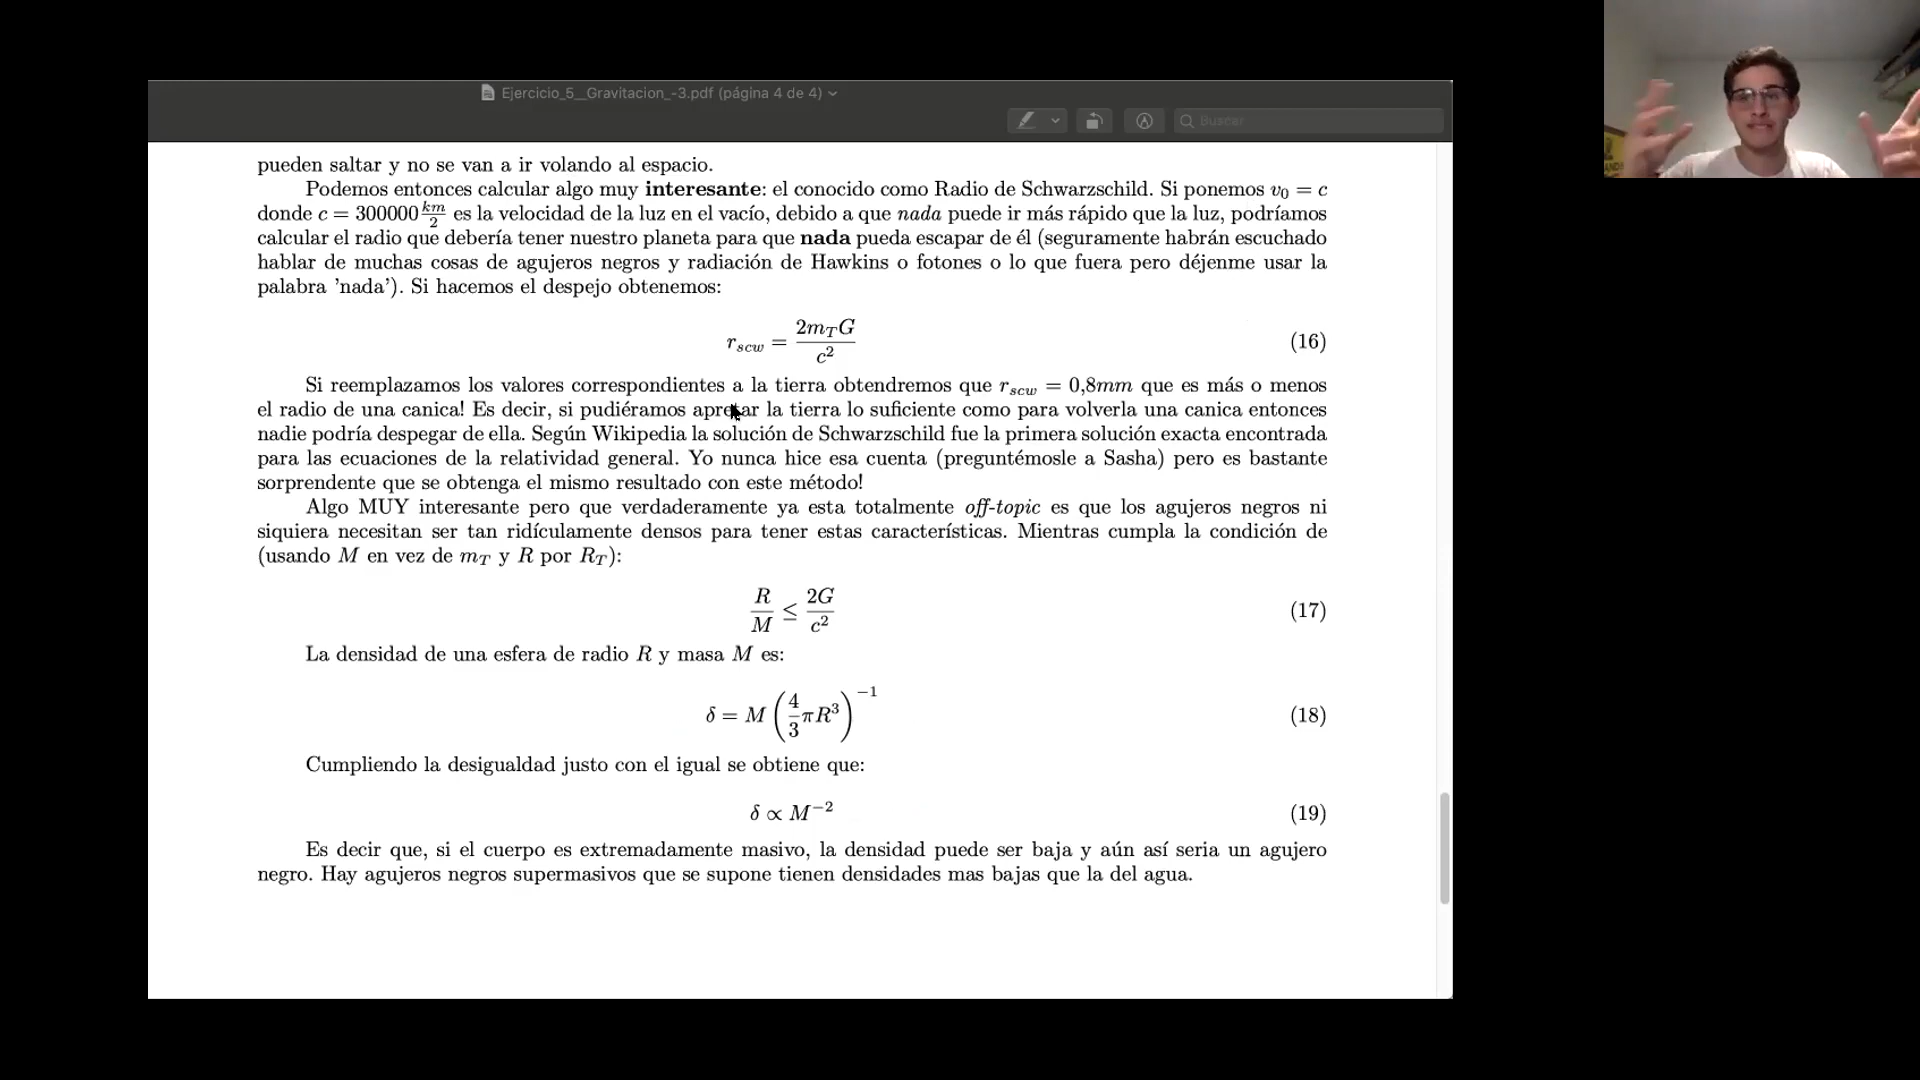 Ejercicio_5__Gravitacion_-3.pdf (página 4 de 4)
Buscar
pueden saltar y no se van a ir volando al espacio.
Podemos entonces calcular algo muy interesante: el conocido como Radio de Schwarzschild. Si ponemos v₀ = c
donde c = 300000 km/2 es la velocidad de la luz en el vacío, debido a que nada puede ir más rápido que la luz, podríamos
calcular el radio que debería tener nuestro planeta para que nada pueda escapar de él (seguramente habrán escuchado
hablar de muchas cosas de agujeros negros y radiación de Hawkins o fotones o lo que fuera pero déjenme usar la
palabra 'nada'). Si hacemos el despejo obtenemos:
r_scw = 2m_T G / c² (16)
Si reemplazamos los valores correspondientes a la tierra obtendremos que r_scw = 0,8mm que es más o menos
el radio de una canica! Es decir, si pudiéramos apretar la tierra lo suficiente como para volverla una canica entonces
nadie podría despegar de ella. Según Wikipedia la solución de Schwarzschild fue la primera solución exacta encontrada
para las ecuaciones de la relatividad general. Yo nunca hice esa cuenta (preguntémosle a Sasha) pero es bastante
sorprendente que se obtenga el mismo resultado con este método!
Algo MUY interesante pero que verdaderamente ya esta totalmente off-topic es que los agujeros negros ni
siquiera necesitan ser tan ridículamente densos para tener estas características. Mientras cumpla la condición de
(usando M en vez de m_T y R por R_T):
R/M ≤ 2G/c² (17)
La densidad de una esfera de radio R y masa M es:
δ = M (4/3 πR³)⁻¹ (18)
Cumpliendo la desigualdad justo con el igual se obtiene que:
δ ∝ M⁻² (19)
Es decir que, si el cuerpo es extremadamente masivo, la densidad puede ser baja y aún así seria un agujero
negro. Hay agujeros negros supermasivos que se supone tienen densidades mas bajas que la del agua.